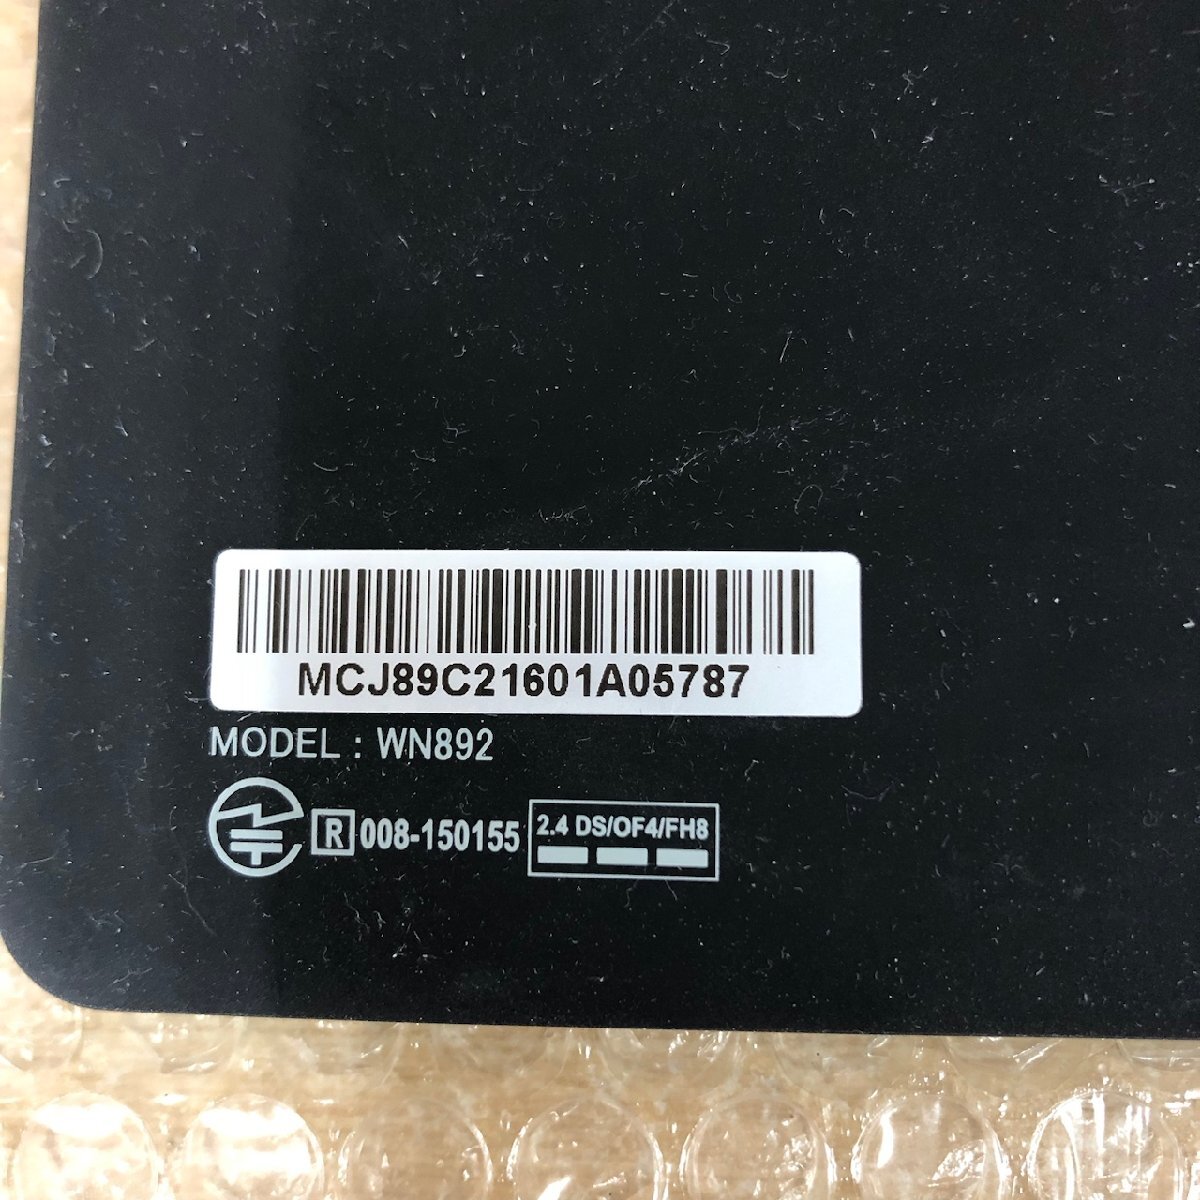 MCJ89C21601A05787
MODEL : WN892
R 008-150155 2.4 DS/OF4/FH8